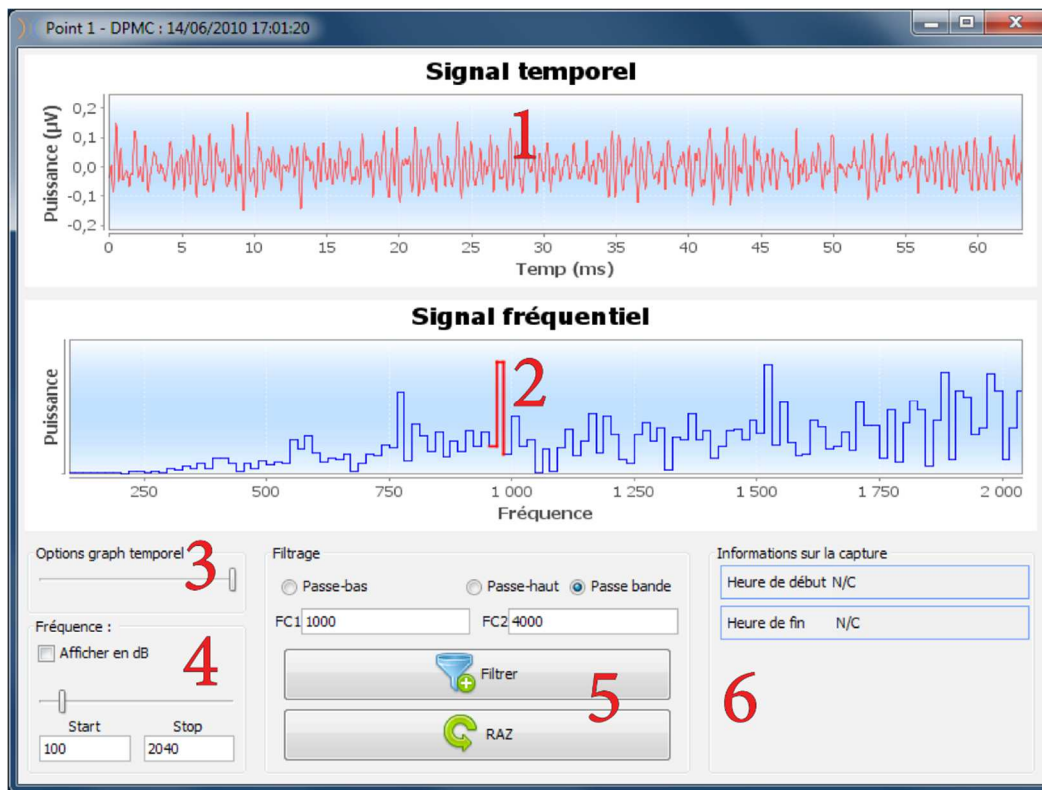 Point 1 - DPMC : 14/06/2010 17:01:20
Signal temporel
Puissance (µV)
0,2
0,1
0,0
-0,1
-0,2
1
0 5 10 15 20 25 30 35 40 45 50 55 60
Temp (ms)
Signal fréquentiel
Puissance
2
250 500 750 1 000 1 250 1 500 1 750 2 000
Fréquence
Options graph temporel
3
Fréquence :
Afficher en dB
4
Start Stop
100 2040
Filtrage
Passe-bas Passe-haut Passe bande
FC1 1000 FC2 4000
Filtrer
5
RAZ
Informations sur la capture
Heure de début N/C
Heure de fin N/C
6